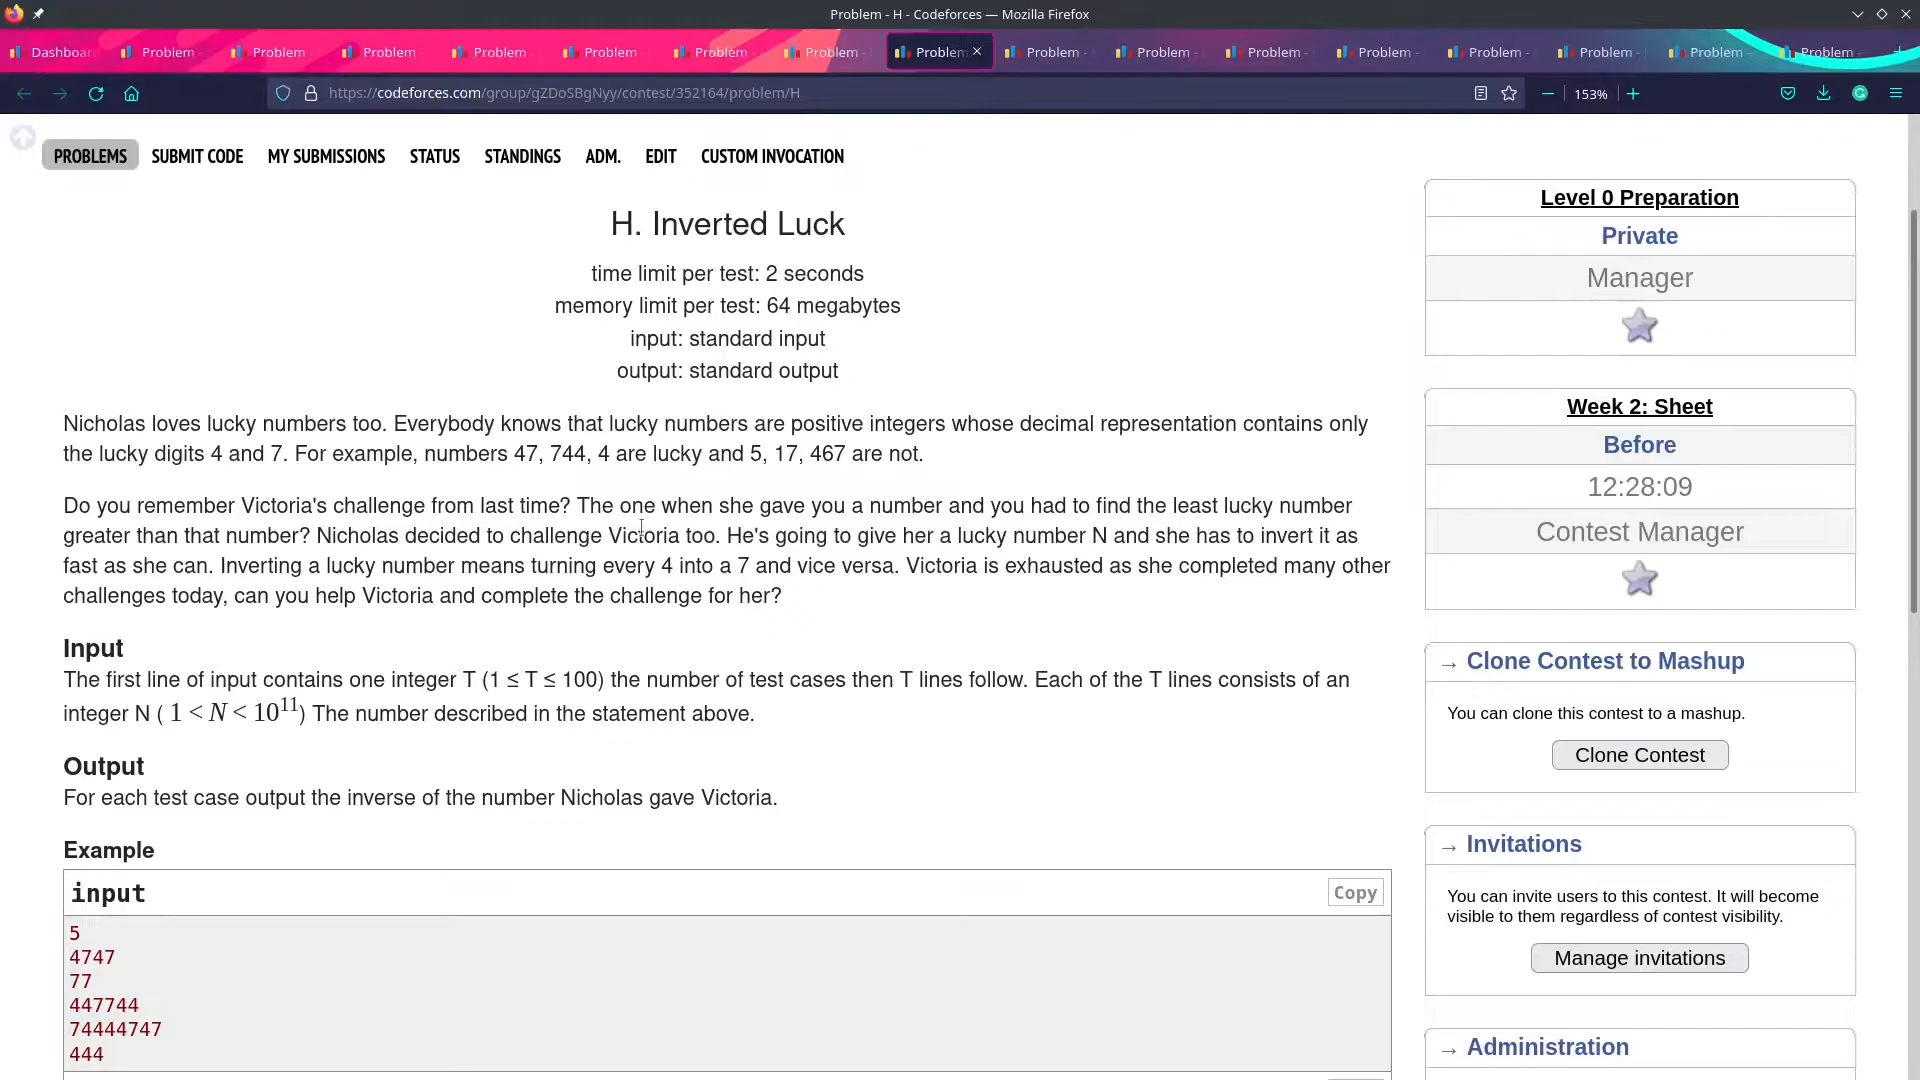 Problem - H - Codeforces — Mozilla Firefox
Dashboar Problem - Problem - Problem - Problem - Problem - Problem - Problem - Problem Problem - Problem - Problem - Problem - Problem - Problem - Problem - Problem -
https://codeforces.com/group/gZDoSBgNyy/contest/352164/problem/H 153%
PROBLEMS SUBMIT CODE MY SUBMISSIONS STATUS STANDINGS ADM. EDIT CUSTOM INVOCATION
H. Inverted Luck
time limit per test: 2 seconds
memory limit per test: 64 megabytes
input: standard input
output: standard output
Nicholas loves lucky numbers too. Everybody knows that lucky numbers are positive integers whose decimal representation contains only
the lucky digits 4 and 7. For example, numbers 47, 744, 4 are lucky and 5, 17, 467 are not.
Do you remember Victoria's challenge from last time? The one when she gave you a number and you had to find the least lucky number
greater than that number? Nicholas decided to challenge Victoria too. He's going to give her a lucky number N and she has to invert it as
fast as she can. Inverting a lucky number means turning every 4 into a 7 and vice versa. Victoria is exhausted as she completed many other
challenges today, can you help Victoria and complete the challenge for her?
Input
The first line of input contains one integer T (1 ≤ T ≤ 100) the number of test cases then T lines follow. Each of the T lines consists of an
integer N ( 1 < N < 10^11) The number described in the statement above.
Output
For each test case output the inverse of the number Nicholas gave Victoria.
Example
input
Copy
5
4747
77
447744
74444747
444
Level 0 Preparation
Private
Manager
Week 2: Sheet
Before
12:28:09
Contest Manager
→ Clone Contest to Mashup
You can clone this contest to a mashup.
Clone Contest
→ Invitations
You can invite users to this contest. It will become
visible to them regardless of contest visibility.
Manage invitations
→ Administration